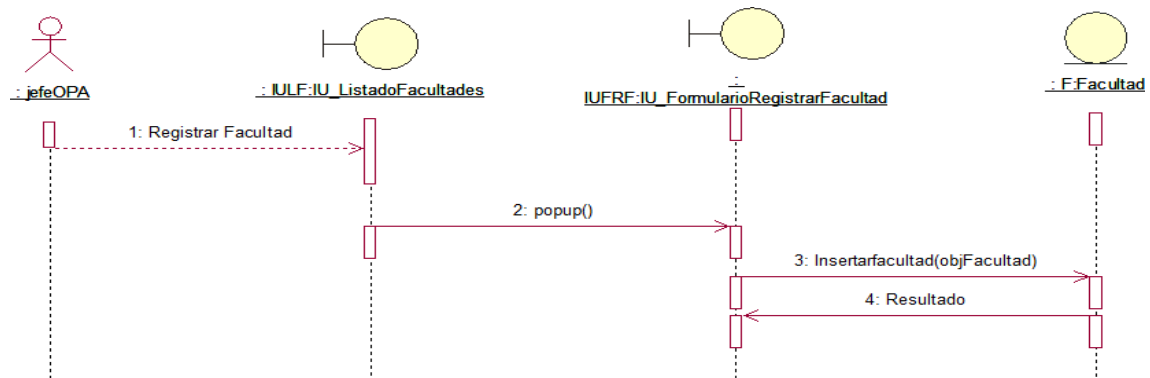 : jefeOPA
: IULF:IU_ListadoFacultades
:
IUFRF:IU_FormularioRegistrarFacultad
: F:Facultad
1: Registrar Facultad
2: popup()
3: Insertarfacultad(objFacultad)
4: Resultado